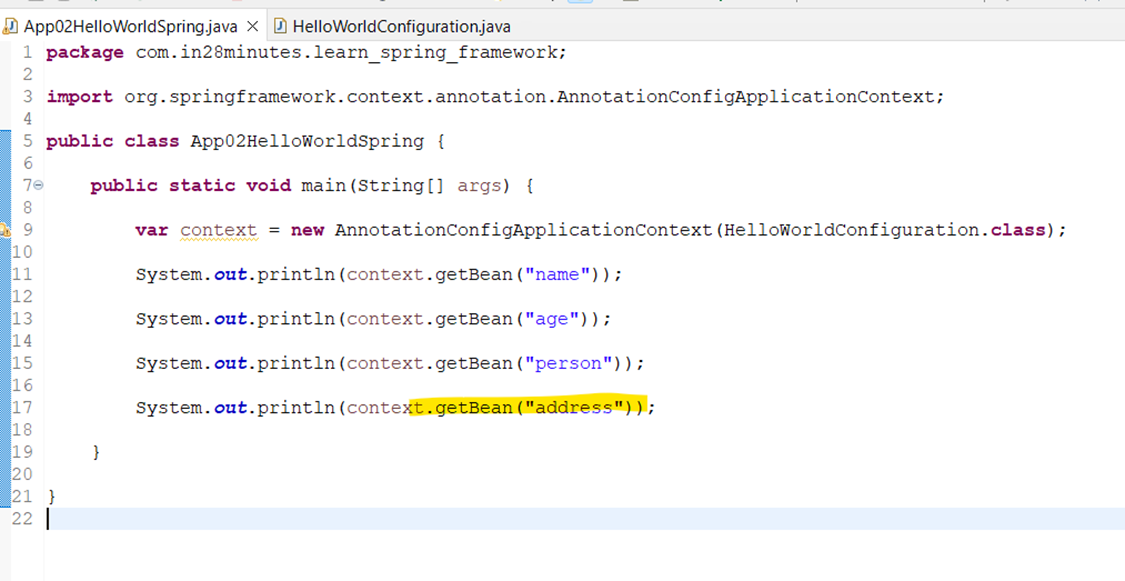 App02HelloWorldSpring.java HelloWorldConfiguration.java
1 package com.in28minutes.learn_spring_framework;
2
3 import org.springframework.context.annotation.AnnotationConfigApplicationContext;
4
5 public class App02HelloWorldSpring {
6
7     public static void main(String[] args) {
8
9         var context = new AnnotationConfigApplicationContext(HelloWorldConfiguration.class);
10
11         System.out.println(context.getBean("name"));
12
13         System.out.println(context.getBean("age"));
14
15         System.out.println(context.getBean("person"));
16
17         System.out.println(context.getBean("address"));
18
19     }
20
21 }
22